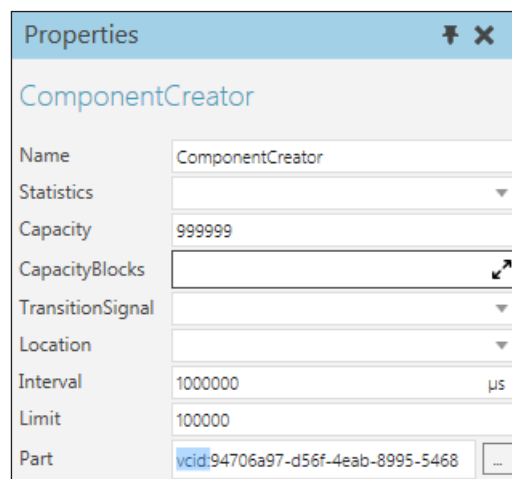 Properties
ComponentCreator
Name ComponentCreator
Statistics
Capacity 999999
CapacityBlocks
TransitionSignal
Location
Interval 1000000 µs
Limit 100000
Part vcid:94706a97-d56f-4eab-8995-5468 ...